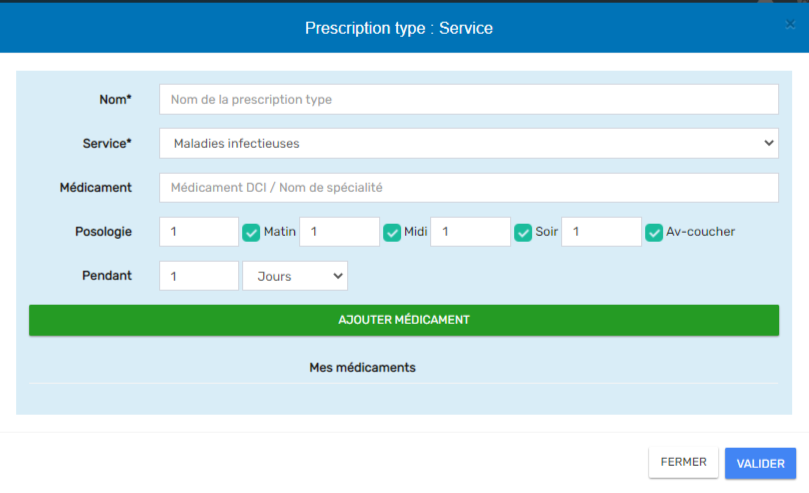 Prescription type : Service
×
Nom* Nom de la prescription type
Service* Maladies infectieuses
Médicament Médicament DCI / Nom de spécialité
Posologie 1 Matin 1 Midi 1 Soir 1 Av-coucher
Pendant 1 Jours
AJOUTER MÉDICAMENT
Mes médicaments
FERMER VALIDER